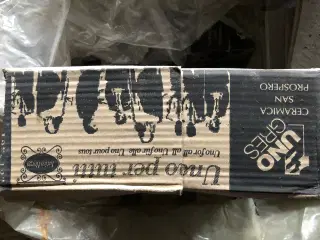 UNO
GRES
CERAMICA
SAN
PROSPERO
Uno per tutti
Uno for all Uno für alle Uno pour tous